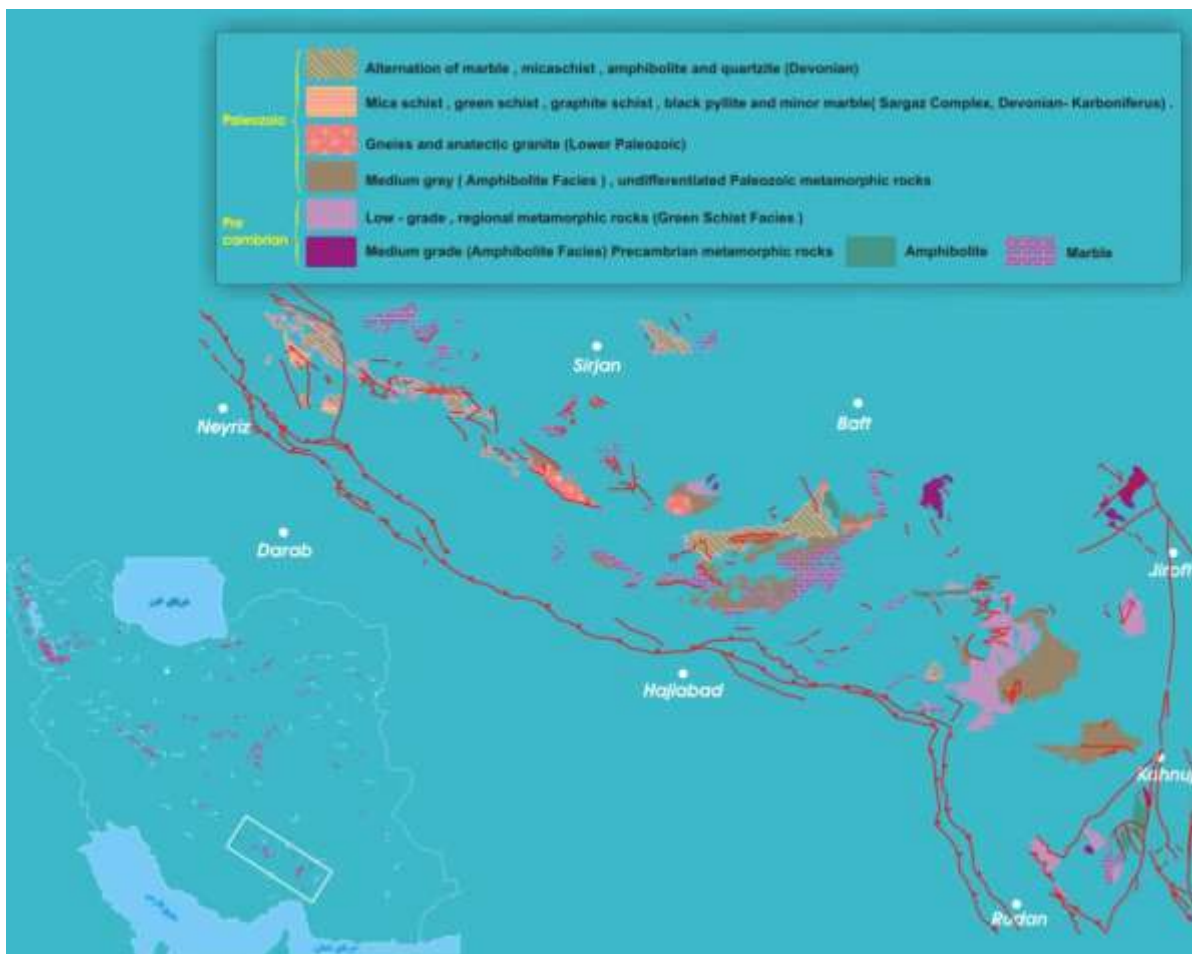 Paleozoic
Alternation of marble , micaschist , amphibolite and quartzite (Devonian)
Mica schist , green schist , graphite schist , black pyllite and minor marble( Sargaz Complex, Devonian- Karboniferus) .
Gneiss and anatectic granite (Lower Paleozoic)
Medium grey ( Amphibolite Facies ) , undifferentiated Paleozoic metamorphic rocks
Pre
cambrian
Low - grade , regional metamorphic rocks (Green Schist Facies )
Medium grade (Amphibolite Facies) Precambrian metamorphic rocks
Amphibolite
Marble
Sirjan
Neyriz
Baft
Darab
Jiroft
Hajiabad
Kahnuj
Rudan